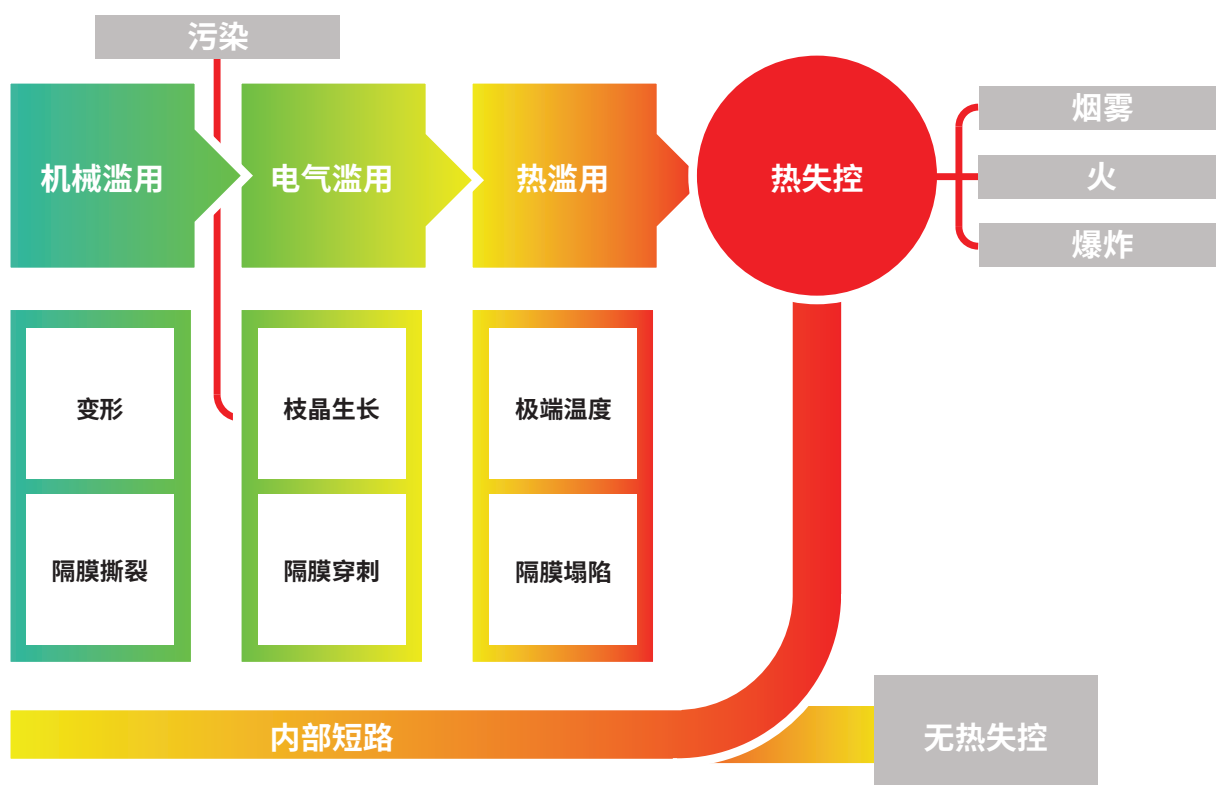 污染
机械滥用
电气滥用
热滥用
热失控
烟雾
火
爆炸
变形
枝晶生长
极端温度
隔膜撕裂
隔膜穿刺
隔膜塌陷
内部短路
无热失控